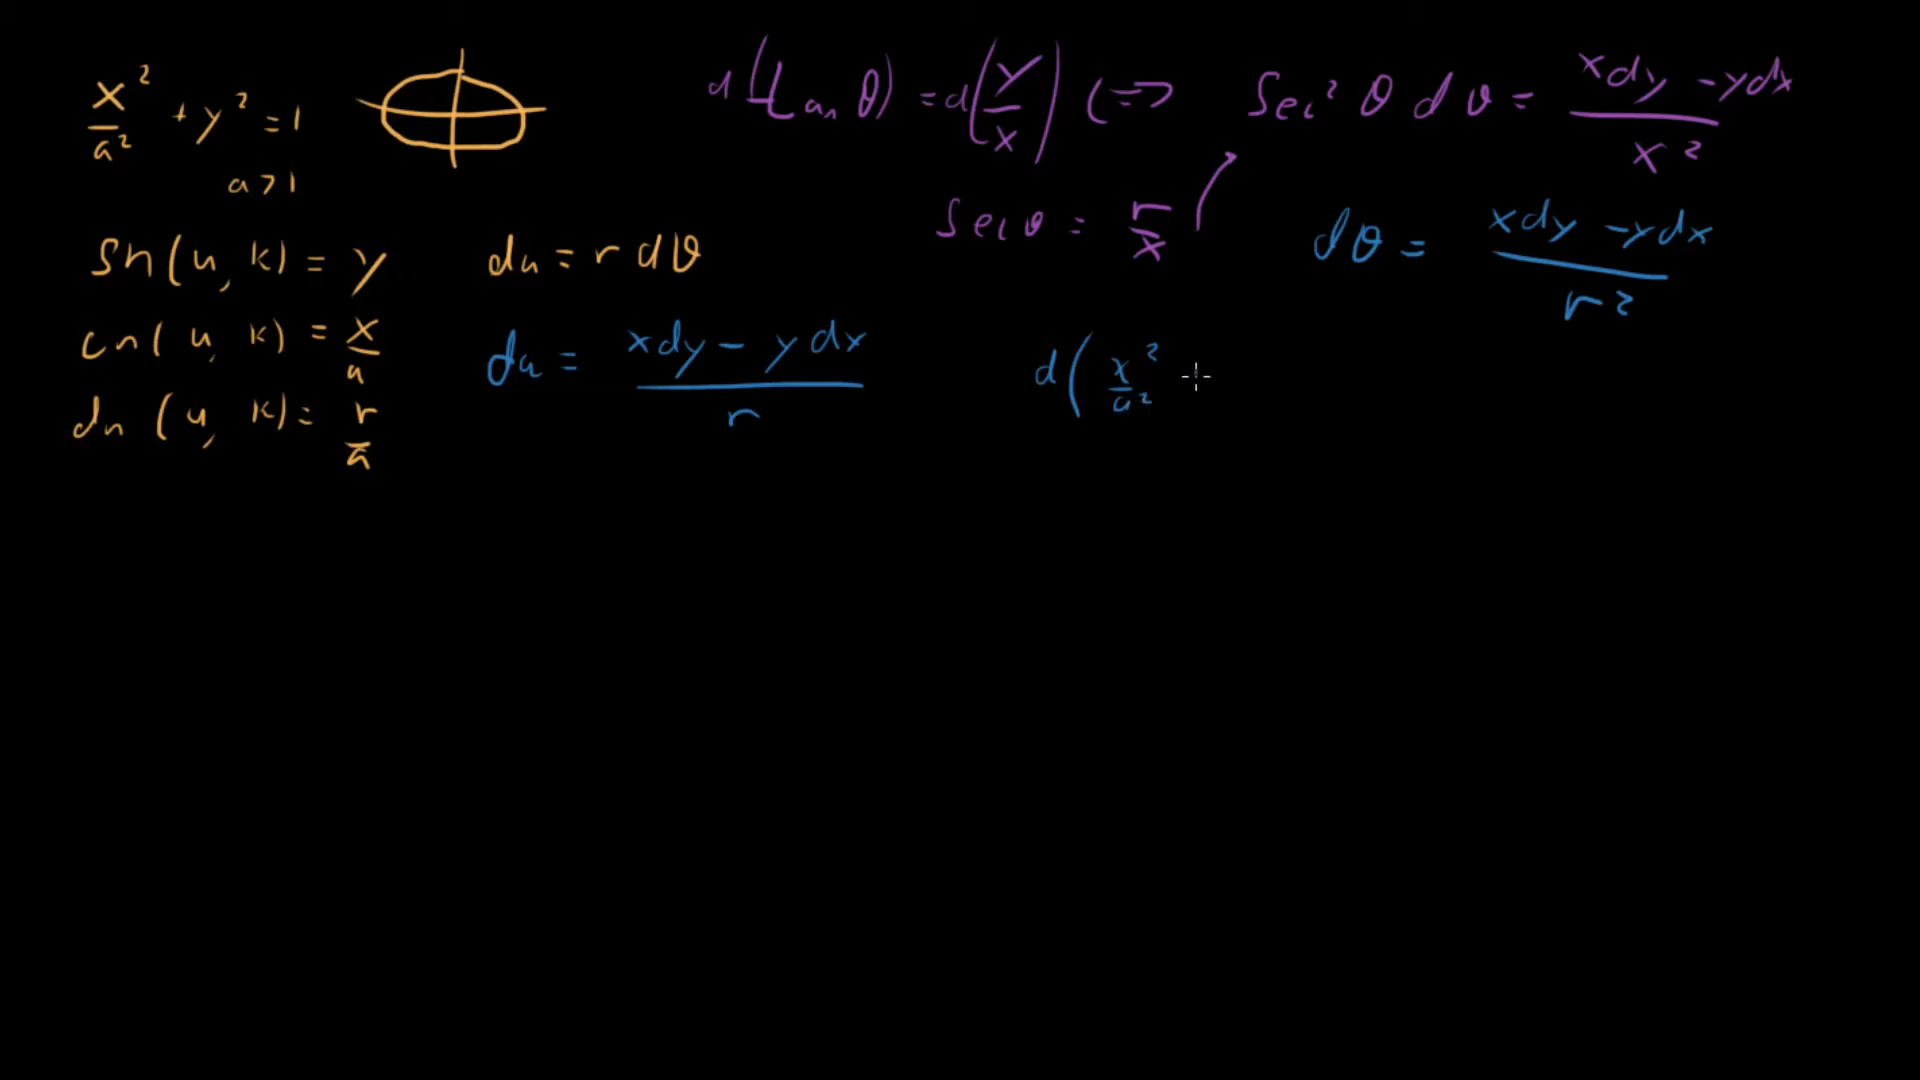 x²/a² + y² = 1
a > 1
sn(u, k) = y
cn(u, k) = x/a
dn(u, k) = r/a
du = r dθ
du = (x dy − y dx)/r
d(tan θ) = d(y/x) ⇔ sec² θ dθ = (x dy − y dx)/x²
sec θ = r/x
dθ = (x dy − y dx)/r²
d(x²/a²